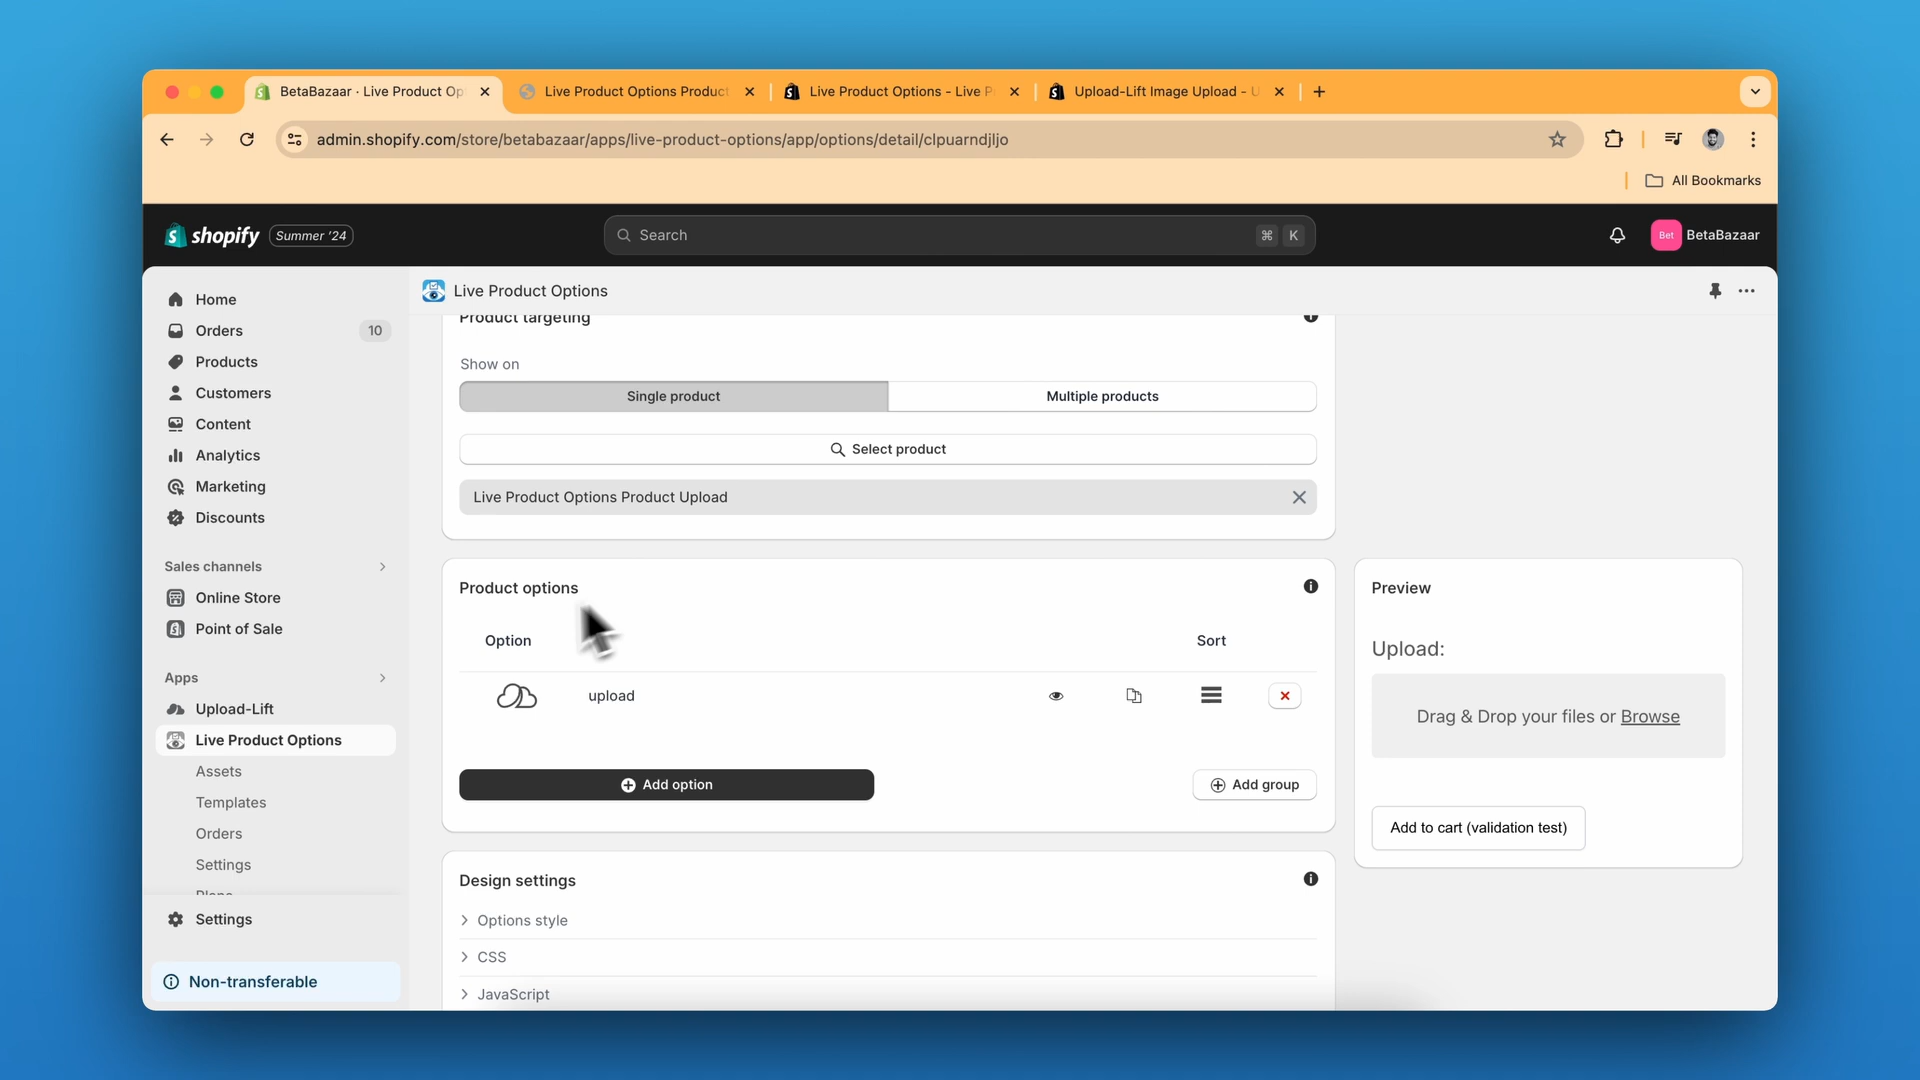 BetaBazaar · Live Product Op
Live Product Options Produc
Live Product Options - Live P
Upload-Lift Image Upload - U
admin.shopify.com/store/betabazaar/apps/live-product-options/app/options/detail/clpuarndjljo
All Bookmarks
shopify
Summer '24
Search
⌘ K
Bet
BetaBazaar
Home
Orders
10
Products
Customers
Content
Analytics
Marketing
Discounts
Sales channels
Online Store
Point of Sale
Apps
Upload-Lift
Live Product Options
Assets
Templates
Orders
Settings
Plans
Settings
Non-transferable
Live Product Options
Product targeting
Show on
Single product
Multiple products
Select product
Live Product Options Product Upload
Product options
Option
Sort
upload
Add option
Add group
Design settings
Options style
CSS
JavaScript
Preview
Upload:
Drag & Drop your files or Browse
Add to cart (validation test)